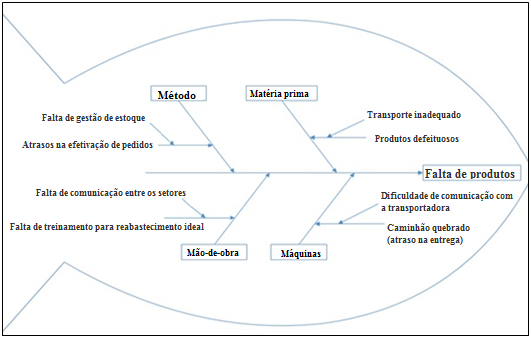 Método
Matéria prima
Falta de gestão de estoque
Transporte inadequado
Atrasos na efetivação de pedidos
Produtos defeituosos
Falta de produtos
Falta de comunicação entre os setores
Dificuldade de comunicação com
a transportadora
Falta de treinamento para reabastecimento ideal
Caminhão quebrado
(atraso na entrega)
Mão-de-obra
Máquinas